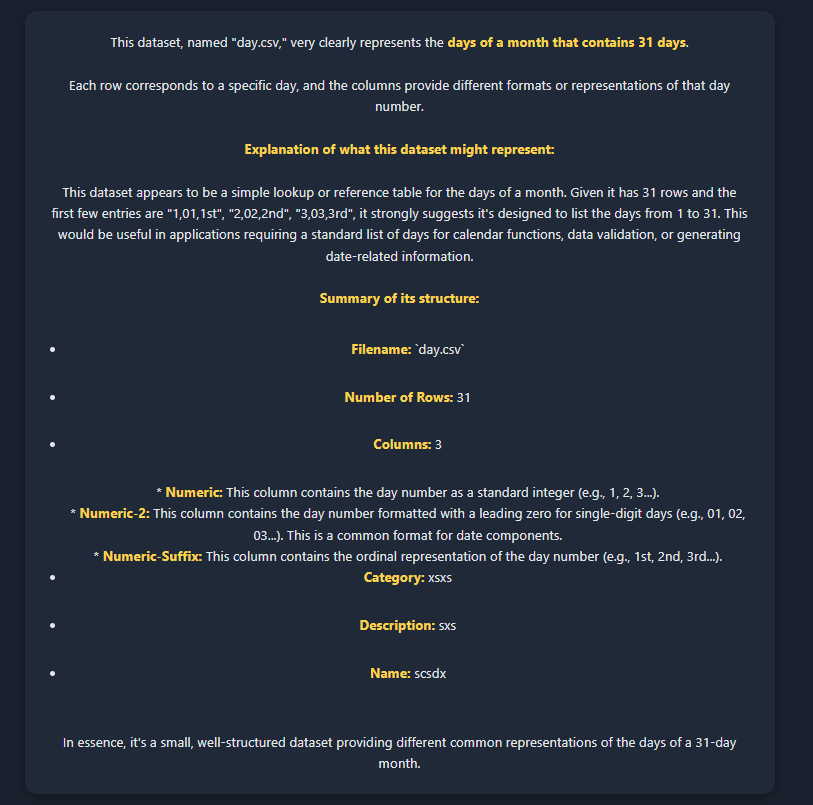 This dataset, named "day.csv," very clearly represents the days of a month that contains 31 days.
Each row corresponds to a specific day, and the columns provide different formats or representations of that day
number.
Explanation of what this dataset might represent:
This dataset appears to be a simple lookup or reference table for the days of a month. Given it has 31 rows and the
first few entries are "1,01,1st", "2,02,2nd", "3,03,3rd", it strongly suggests it's designed to list the days from 1 to 31. This
would be useful in applications requiring a standard list of days for calendar functions, data validation, or generating
date-related information.
Summary of its structure:
• Filename: `day.csv`
• Number of Rows: 31
• Columns: 3
* Numeric: This column contains the day number as a standard integer (e.g., 1, 2, 3...).
* Numeric-2: This column contains the day number formatted with a leading zero for single-digit days (e.g., 01, 02,
03...). This is a common format for date components.
* Numeric-Suffix: This column contains the ordinal representation of the day number (e.g., 1st, 2nd, 3rd...).
• Category: xsxs
• Description: sxs
• Name: scsdx
In essence, it's a small, well-structured dataset providing different common representations of the days of a 31-day
month.